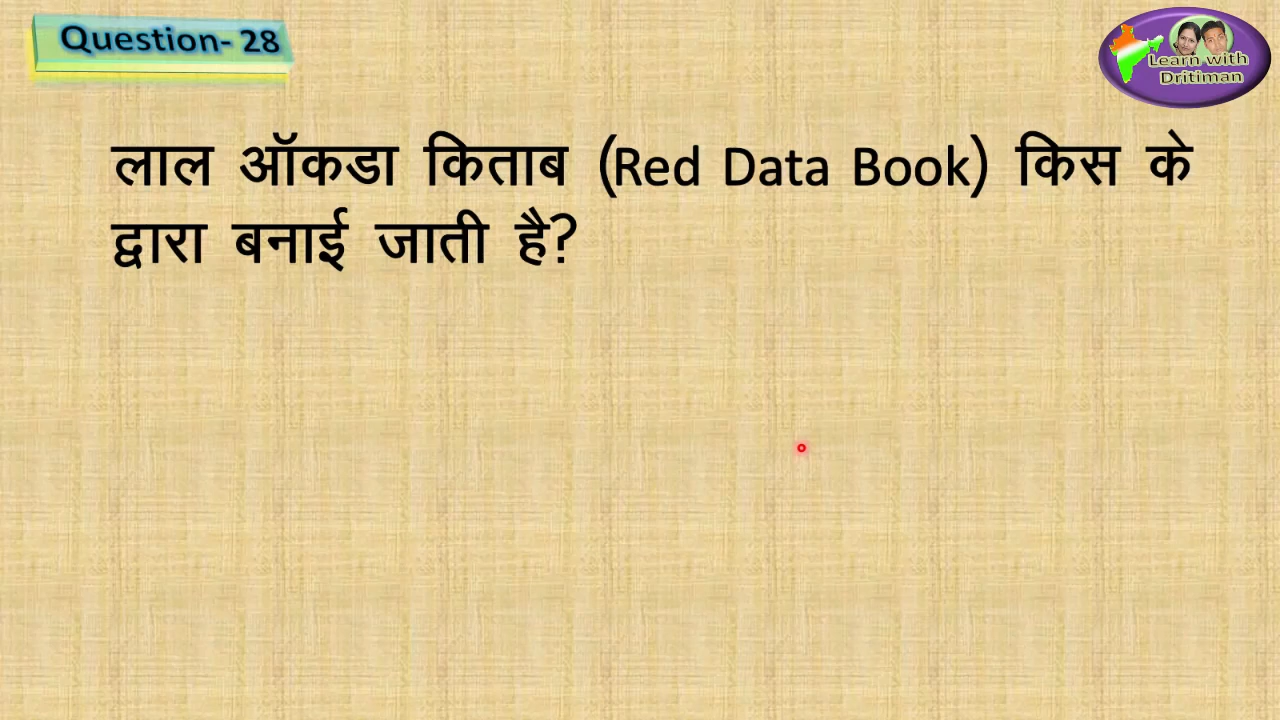 Question- 28
Learn with
Dritiman
लाल ऑकडा किताब (Red Data Book) किस के
द्वारा बनाई जाती है?